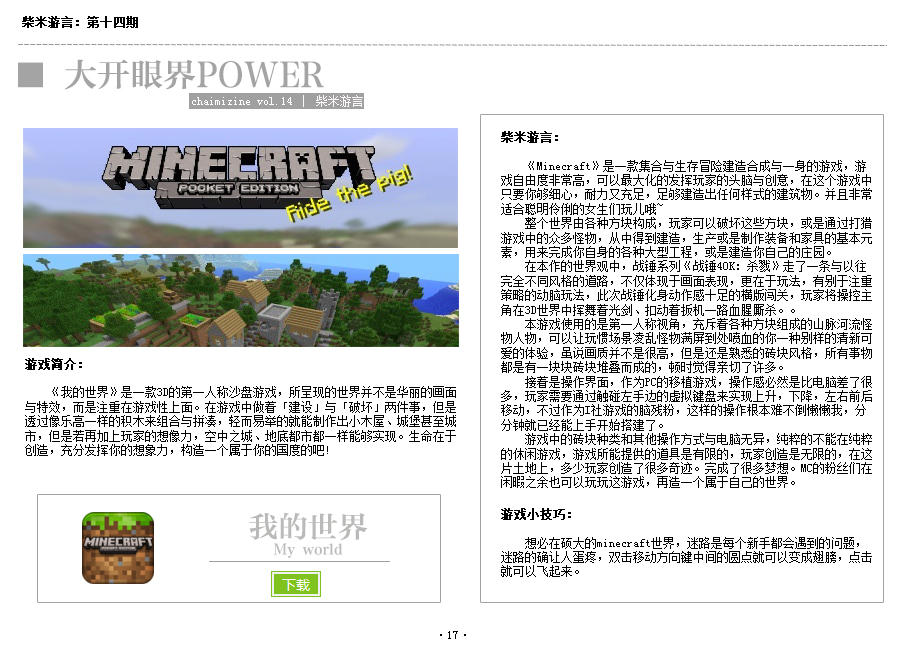 柴米游言：第十四期
大开眼界POWER
chaimizine vol.14 | 柴米游言
MINECRAFT
POCKET EDITION
Ride the pig!
游戏简介：
《我的世界》是一款3D的第一人称沙盘游戏，所呈现的世界并不是华丽的画面
与特效，而是注重在游戏性上面。在游戏中做着「建设」与「破坏」两件事，但是
透过像乐高一样的积木来组合与拼凑，轻而易举的就能制作出小木屋、城堡甚至城
市，但是若再加上玩家的想像力，空中之城、地底都市都一样能够实现。生命在于
创造，充分发挥你的想象力，构造一个属于你的国度的吧!
MINECRAFT
POCKET EDITION
我的世界
My world
下载
柴米游言：
《Minecraft》是一款集合与生存冒险建造合成与一身的游戏，游
戏自由度非常高，可以最大化的发挥玩家的头脑与创意，在这个游戏中
只要你够细心，耐力又充足，足够建造出任何样式的建筑物。并且非常
适合聪明伶俐的女生们玩儿哦~
整个世界由各种方块构成，玩家可以破坏这些方块，或是通过打猎
游戏中的众多怪物，从中得到建造，生产或是制作装备和家具的基本元
素，用来完成你自身的各种大型工程，或是建造你自己的庄园。
在本作的世界观中，战锤系列《战锤40K：杀戮》走了一条与以往
完全不同风格的道路，不仅体现于画面表现，更在于玩法，有别于注重
策略的动脑玩法，此次战锤化身动作感十足的横版闯关，玩家将操控主
角在3D世界中挥舞着光剑、扣动着扳机一路血腥厮杀。。
本游戏使用的是第一人称视角，充斥着各种方块组成的山脉河流怪
物人物，可以让玩惯场景凌乱怪物满屏到处喷血的你一种别样的清新可
爱的体验，虽说画质并不是很高，但是还是熟悉的砖块风格，所有事物
都是有一块块砖块堆叠而成的，顿时觉得亲切了许多。
接着是操作界面，作为PC的移植游戏，操作感必然是比电脑差了很
多，玩家需要通过触碰左手边的虚拟键盘来实现上升，下降，左右前后
移动，不过作为I社游戏的脑残粉，这样的操作根本难不倒懒懒我，分
分钟就已经能上手开始搭建了。
游戏中的砖块种类和其他操作方式与电脑无异，纯粹的不能在纯粹
的休闲游戏，游戏所能提供的道具是有限的，玩家创造是无限的，在这
片土地上，多少玩家创造了很多奇迹。完成了很多梦想。MC的粉丝们在
闲暇之余也可以玩玩这游戏，再造一个属于自己的世界。
游戏小技巧：
想必在硕大的minecraft世界，迷路是每个新手都会遇到的问题，
迷路的确让人蛋疼，双击移动方向键中间的圆点就可以变成翅膀，点击
就可以飞起来。
·17·